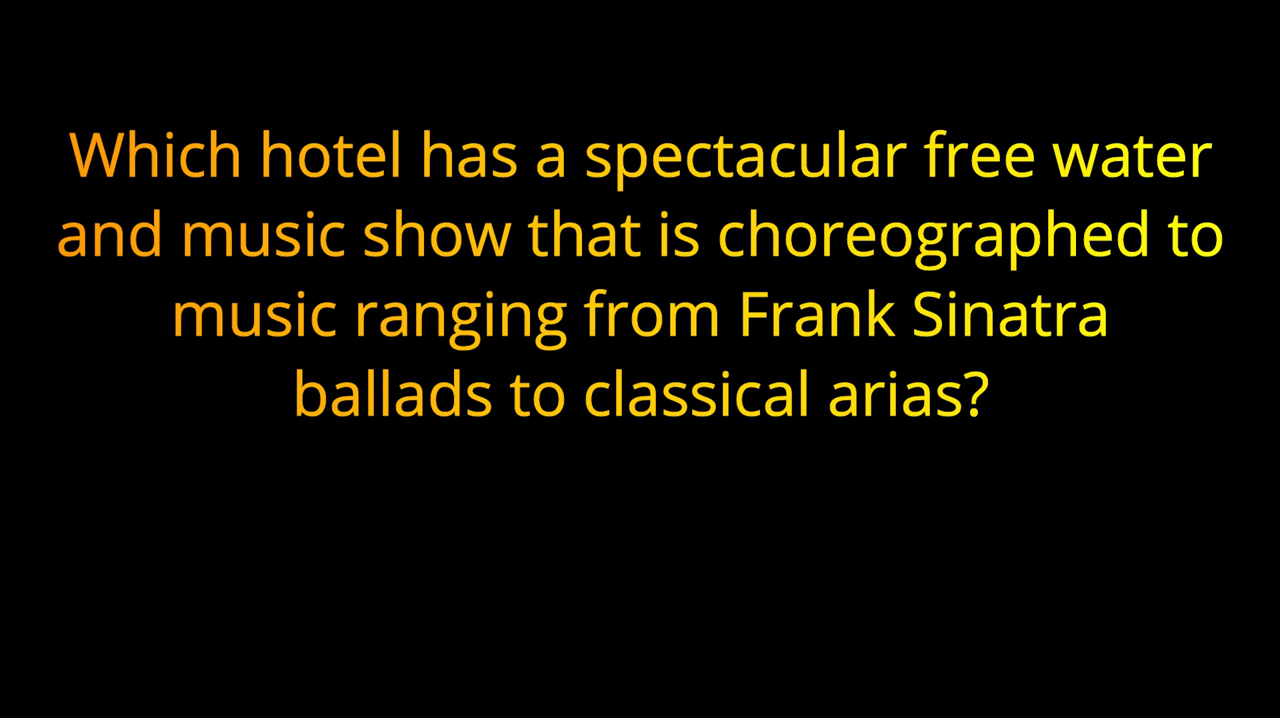 Which hotel has a spectacular free water
and music show that is choreographed to
music ranging from Frank Sinatra
ballads to classical arias?